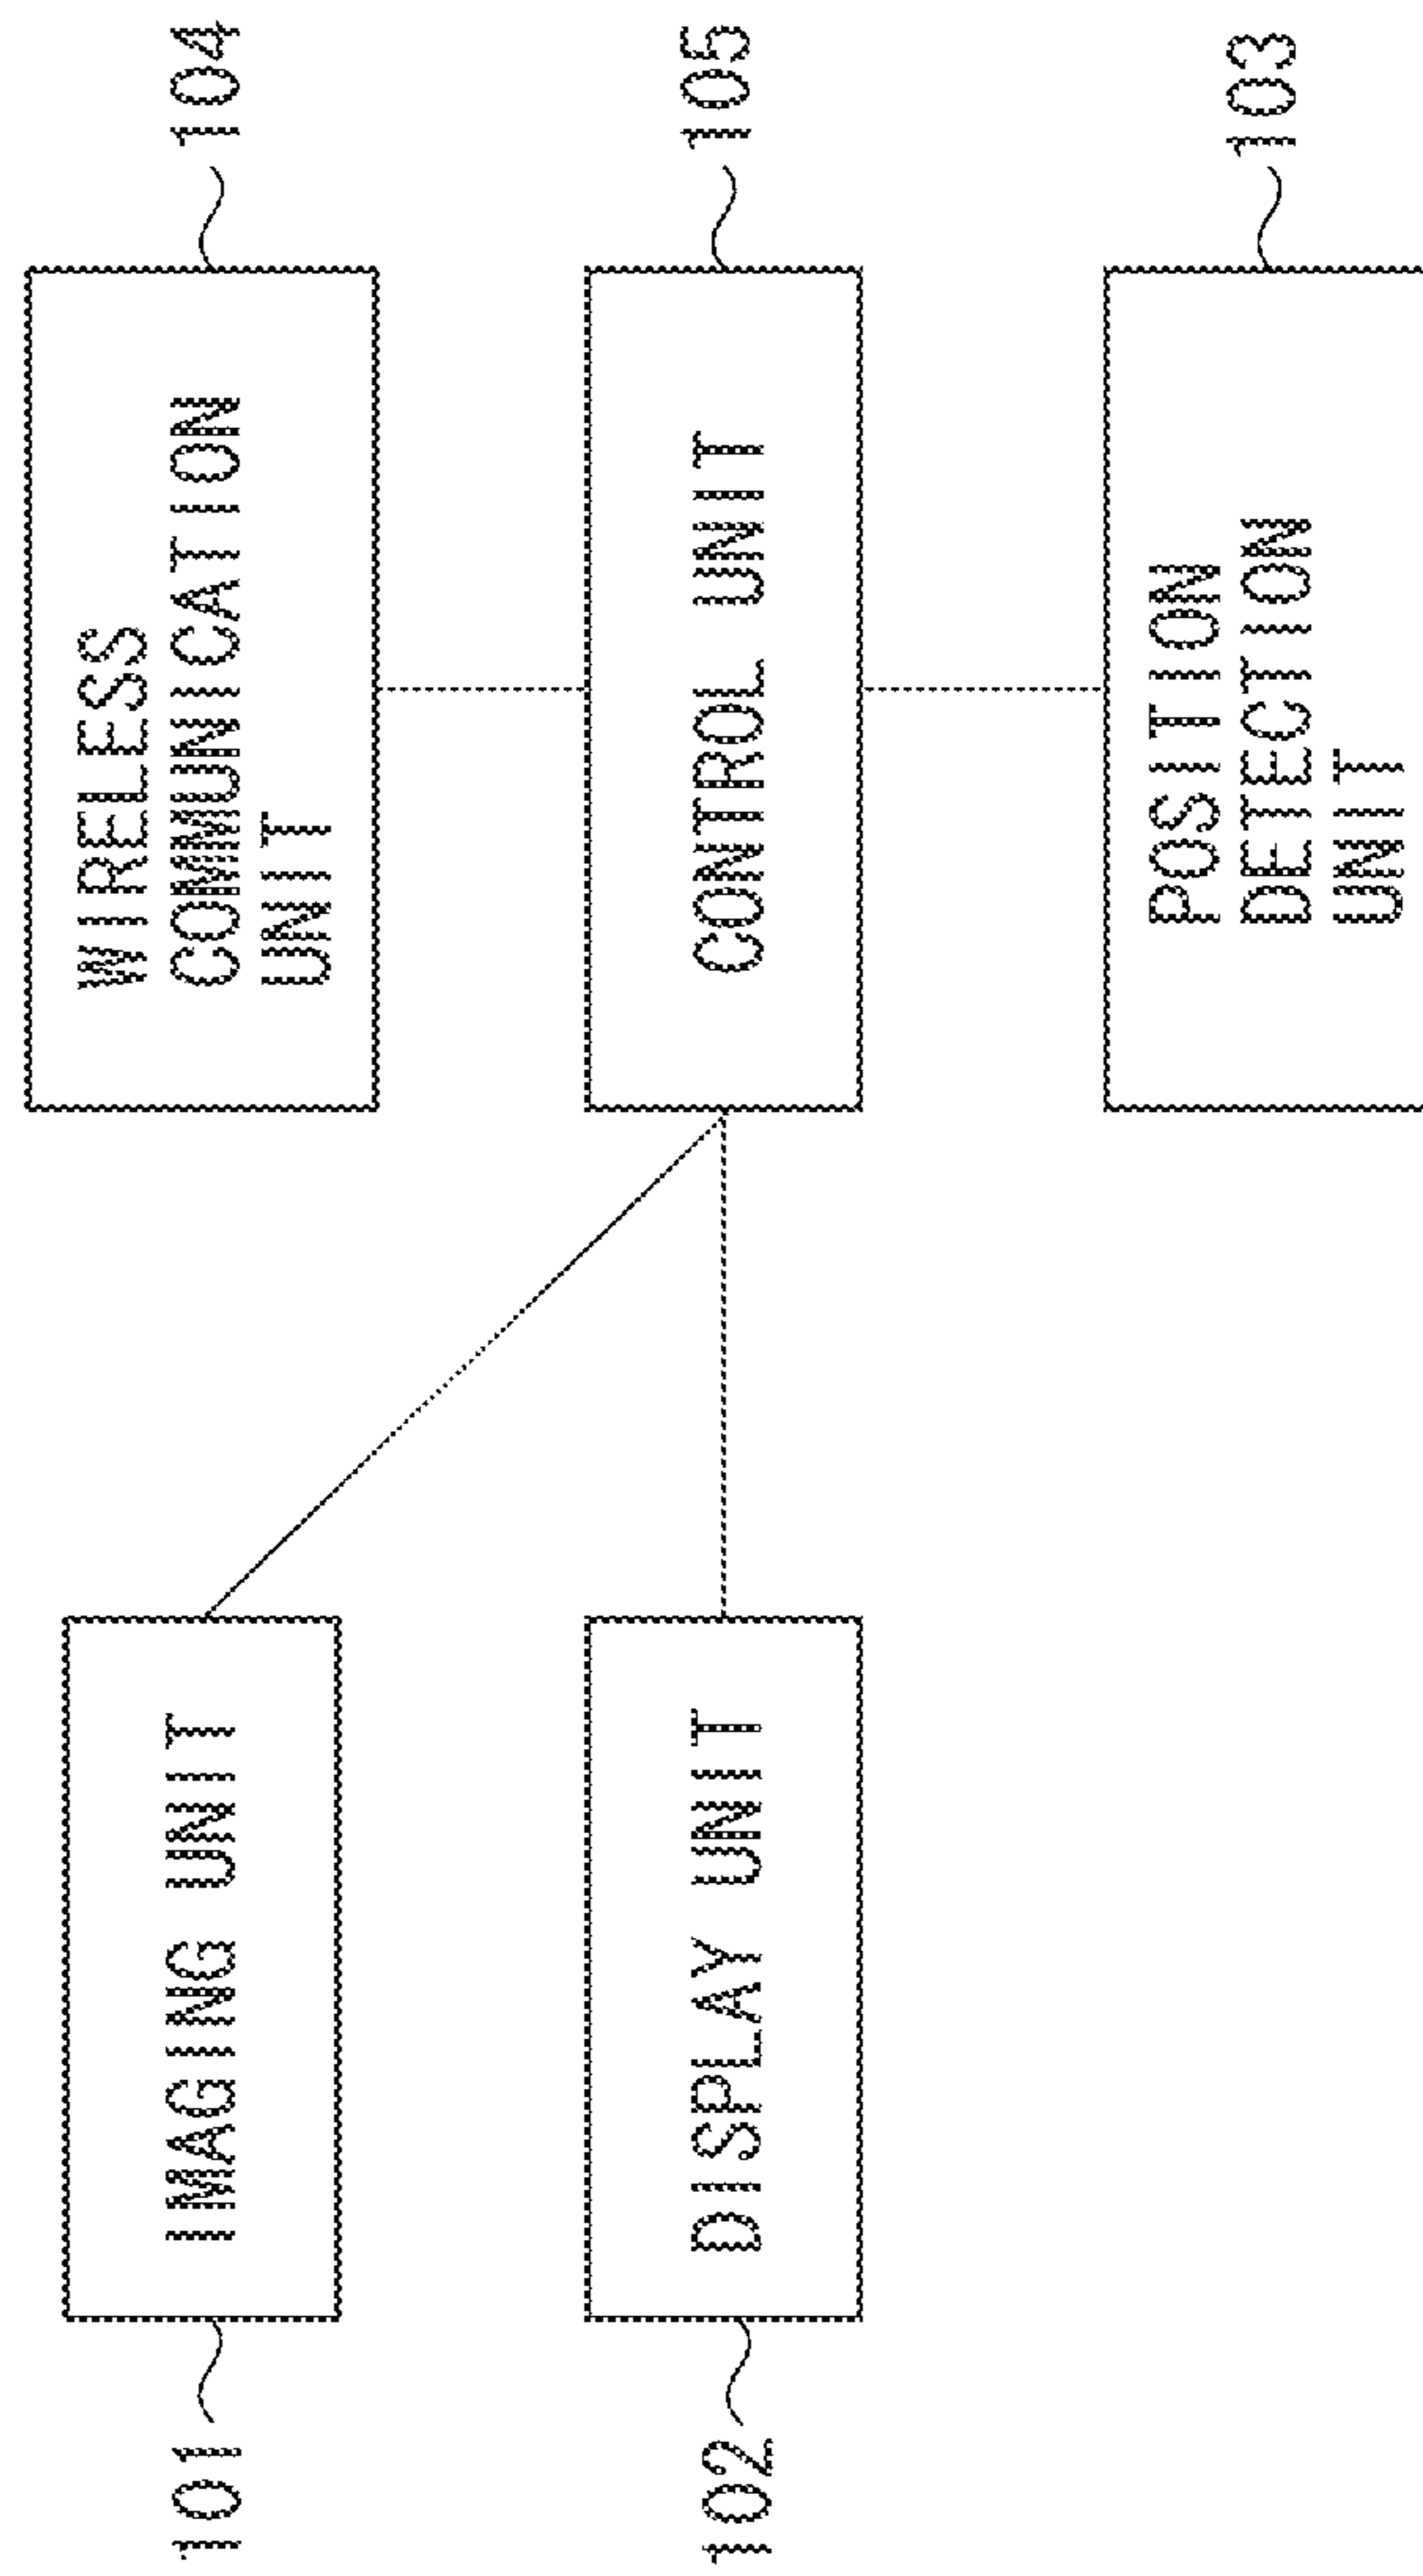 101
IMAGING UNIT
WIRELESS
COMMUNICATION
UNIT
104
102
DISPLAY UNIT
CONTROL UNIT
105
POSITION
DETECTION
UNIT
103